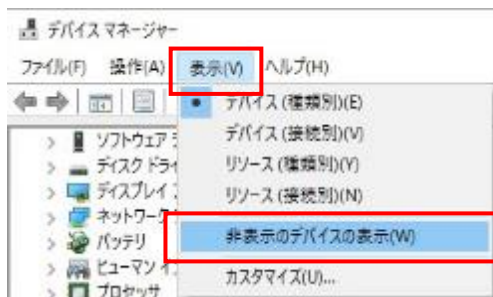 デバイス マネージャー
ファイル(F) 操作(A) 表示(V) ヘルプ(H)
デバイス (種類別)(E)
デバイス (接続別)(V)
リソース (種類別)(Y)
リソース (接続別)(N)
非表示のデバイスの表示(W)
カスタマイズ(U)...
ソフトウェア
ディスク ドライ
ディスプレイ
ネットワーク
バッテリ
ヒューマン イ
プロセッサ